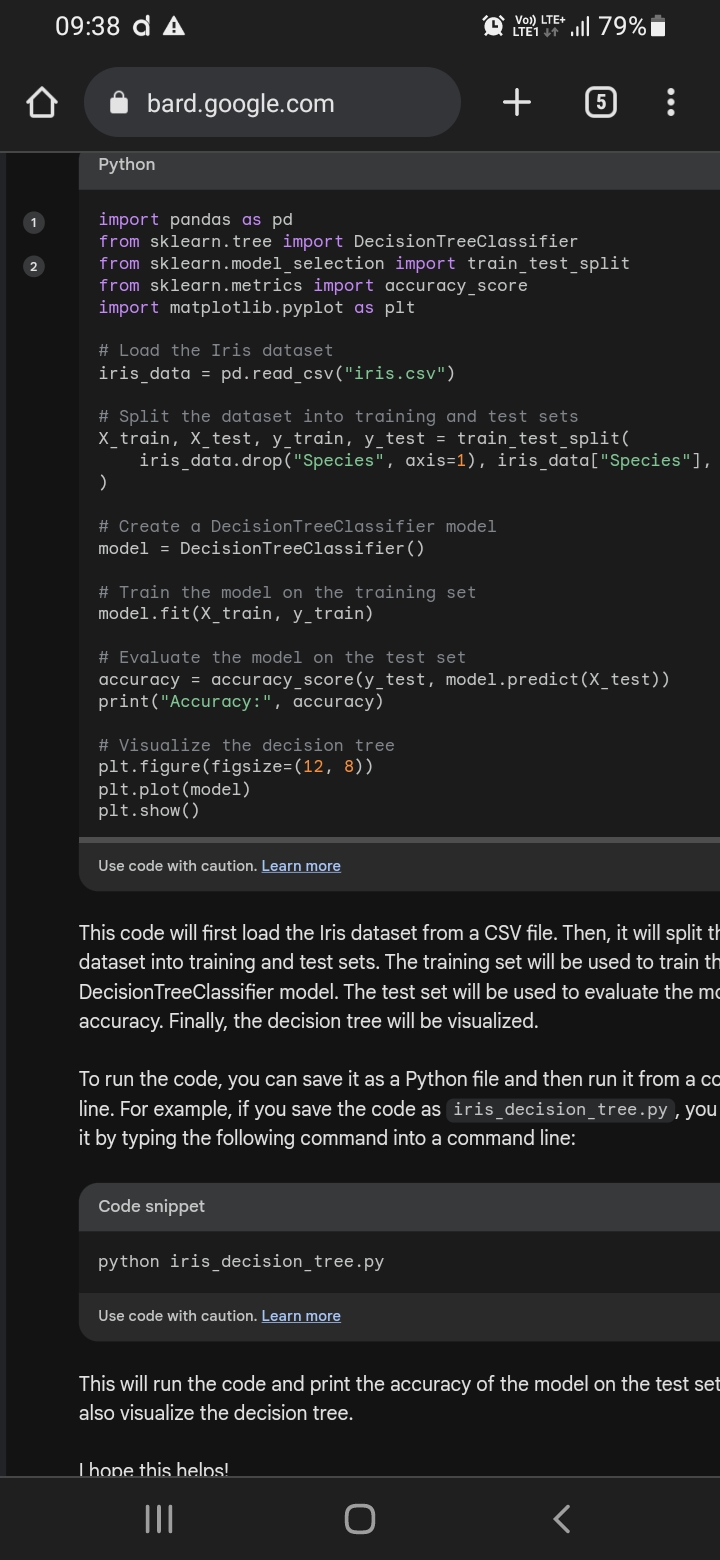 09:38 d Vo)) LTE+ LTE1 79%
bard.google.com 5
Python
1 import pandas as pd
from sklearn.tree import DecisionTreeClassifier
2 from sklearn.model_selection import train_test_split
from sklearn.metrics import accuracy_score
import matplotlib.pyplot as plt
# Load the Iris dataset
iris_data = pd.read_csv("iris.csv")
# Split the dataset into training and test sets
X_train, X_test, y_train, y_test = train_test_split(
    iris_data.drop("Species", axis=1), iris_data["Species"],
)
# Create a DecisionTreeClassifier model
model = DecisionTreeClassifier()
# Train the model on the training set
model.fit(X_train, y_train)
# Evaluate the model on the test set
accuracy = accuracy_score(y_test, model.predict(X_test))
print("Accuracy:", accuracy)
# Visualize the decision tree
plt.figure(figsize=(12, 8))
plt.plot(model)
plt.show()
Use code with caution. Learn more
This code will first load the Iris dataset from a CSV file. Then, it will split th
dataset into training and test sets. The training set will be used to train th
DecisionTreeClassifier model. The test set will be used to evaluate the mo
accuracy. Finally, the decision tree will be visualized.
To run the code, you can save it as a Python file and then run it from a co
line. For example, if you save the code as iris_decision_tree.py, you
it by typing the following command into a command line:
Code snippet
python iris_decision_tree.py
Use code with caution. Learn more
This will run the code and print the accuracy of the model on the test set
also visualize the decision tree.
I hope this helps!